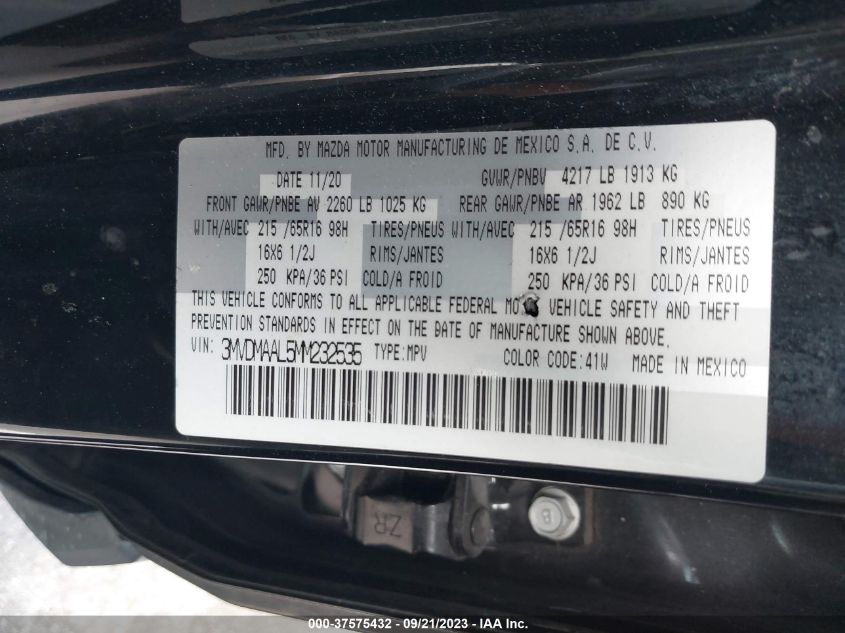 MFD. BY MAZDA MOTOR MANUFACTURING DE MEXICO S.A. DE C.V.
DATE 11/20 GVWR/PNBV 4217 LB 1913 KG
FRONT GAWR/PNBE AV 2260 LB 1025 KG REAR GAWR/PNBE AR 1962 LB 890 KG
WITH/AVEC 215 /65R16 98H TIRES/PNEUS WITH/AVEC 215 /65R16 98H TIRES/PNEUS
16X6 1/2J RIMS/JANTES 16X6 1/2J RIMS/JANTES
250 KPA/36 PSI COLD/A FROID 250 KPA/36 PSI COLD/A FROID
THIS VEHICLE CONFORMS TO ALL APPLICABLE FEDERAL VEHICLE SAFETY AND THEFT
PREVENTION STANDARDS IN EFFECT ON THE DATE OF MANUFACTURE SHOWN ABOVE.
VIN: 3MVDMAAL5MM232535 TYPE:MPV COLOR CODE:41W MADE IN MEXICO
ZR
8
000-37575432 - 09/21/2023 - IMPACT AUTO AUCTIONS